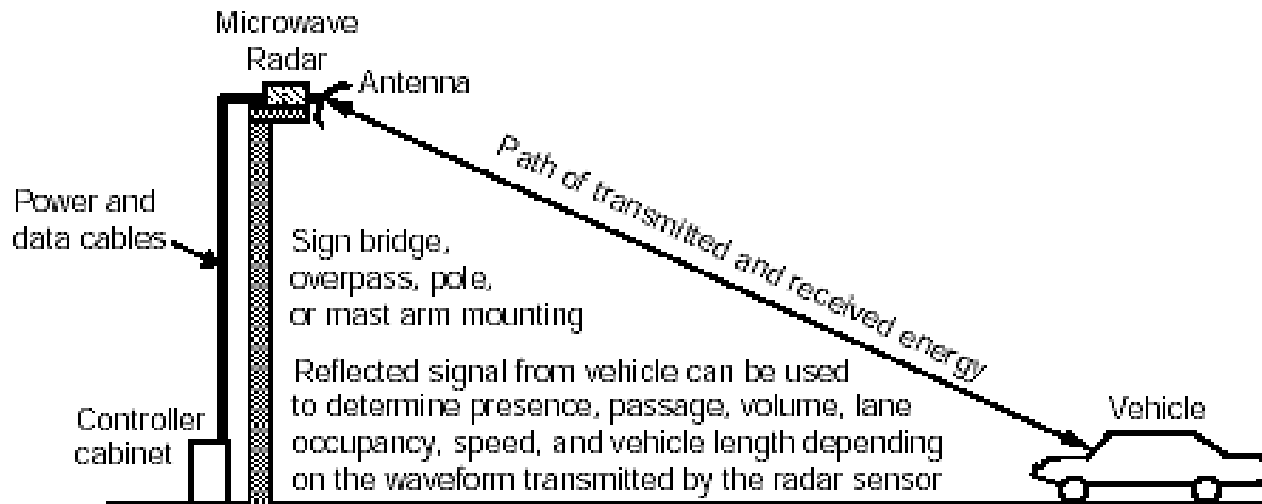 Microwave
Radar
Antenna
Path of transmitted and received energy
Power and
data cables
Sign bridge,
overpass, pole,
or mast arm mounting
Reflected signal from vehicle can be used
to determine presence, passage, volume, lane
occupancy, speed, and vehicle length depending
on the waveform transmitted by the radar sensor
Controller
cabinet
Vehicle